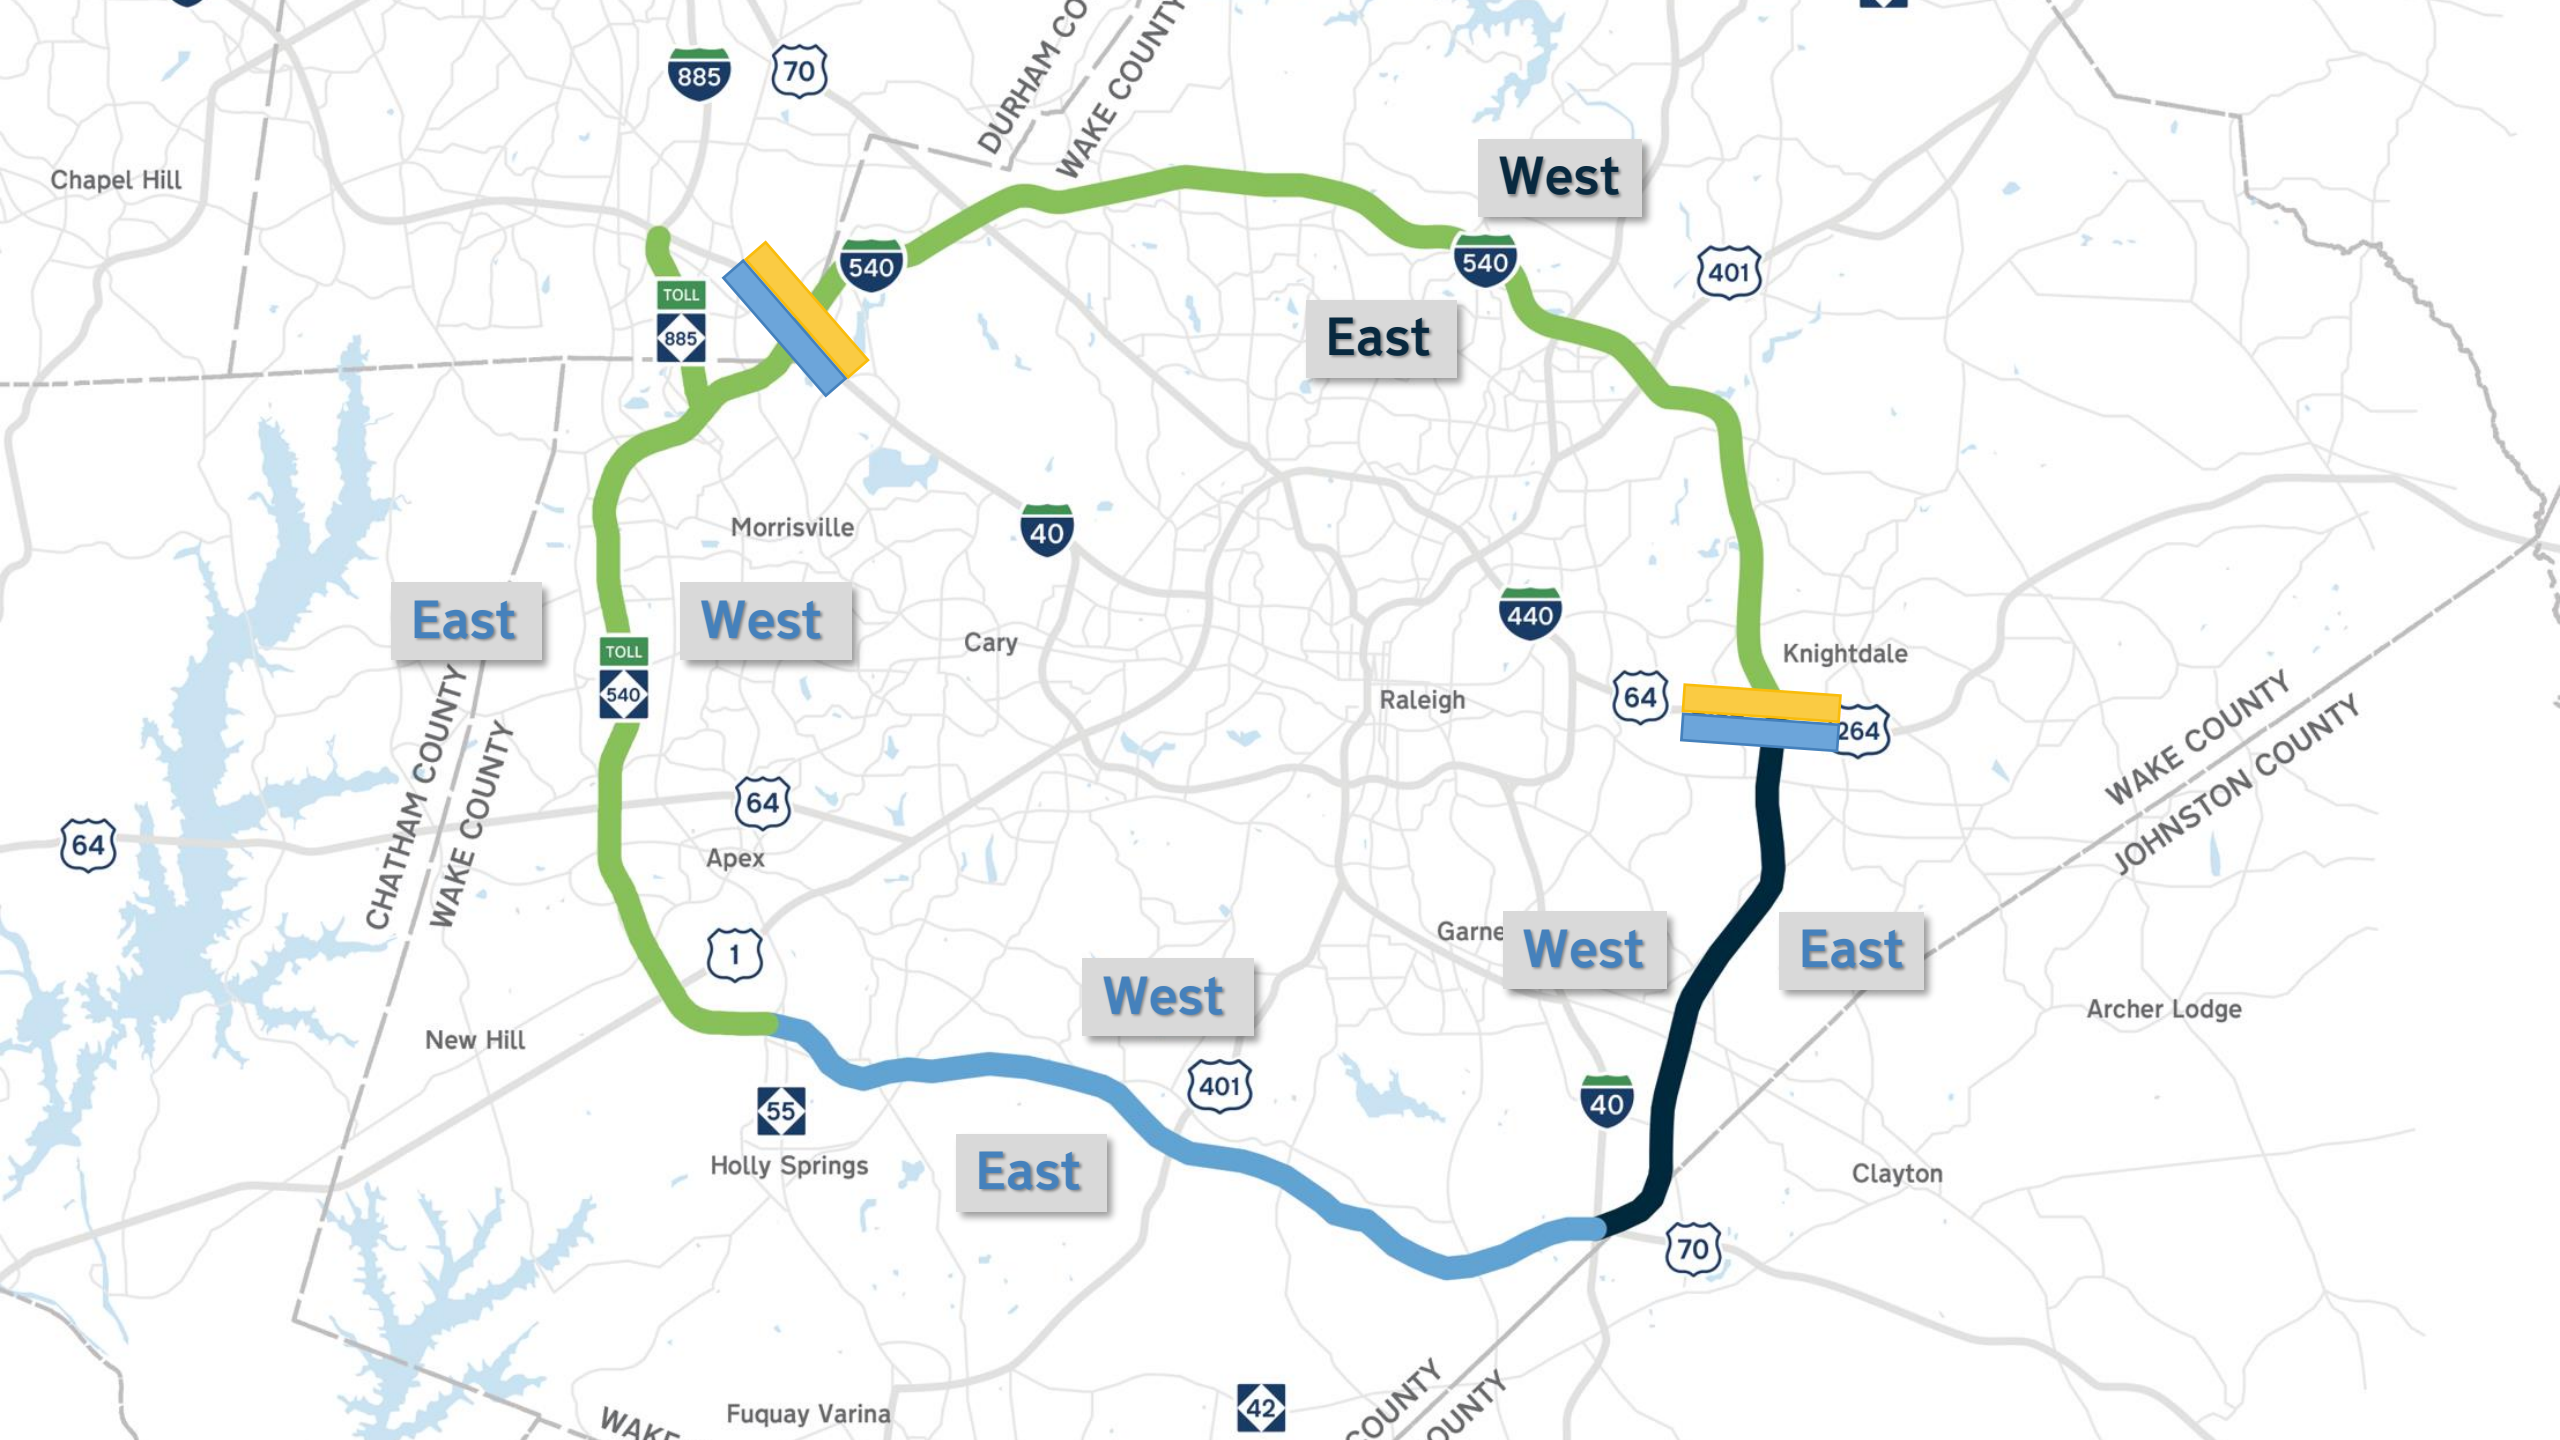 885
70
DURHAM CO
WAKE COUNTY
Chapel Hill
West
540
540
401
TOLL
885
East
Morrisville
40
East
West
440
TOLL
540
Cary
Knightdale
64
Raleigh
264
CHATHAM COUNTY
WAKE COUNTY
WAKE COUNTY
JOHNSTON COUNTY
64
64
Apex
1
Garne
West
East
West
New Hill
Archer Lodge
55
401
40
Holly Springs
East
Clayton
70
WAKE
Fuquay Varina
42
COUNTY
OUNTY